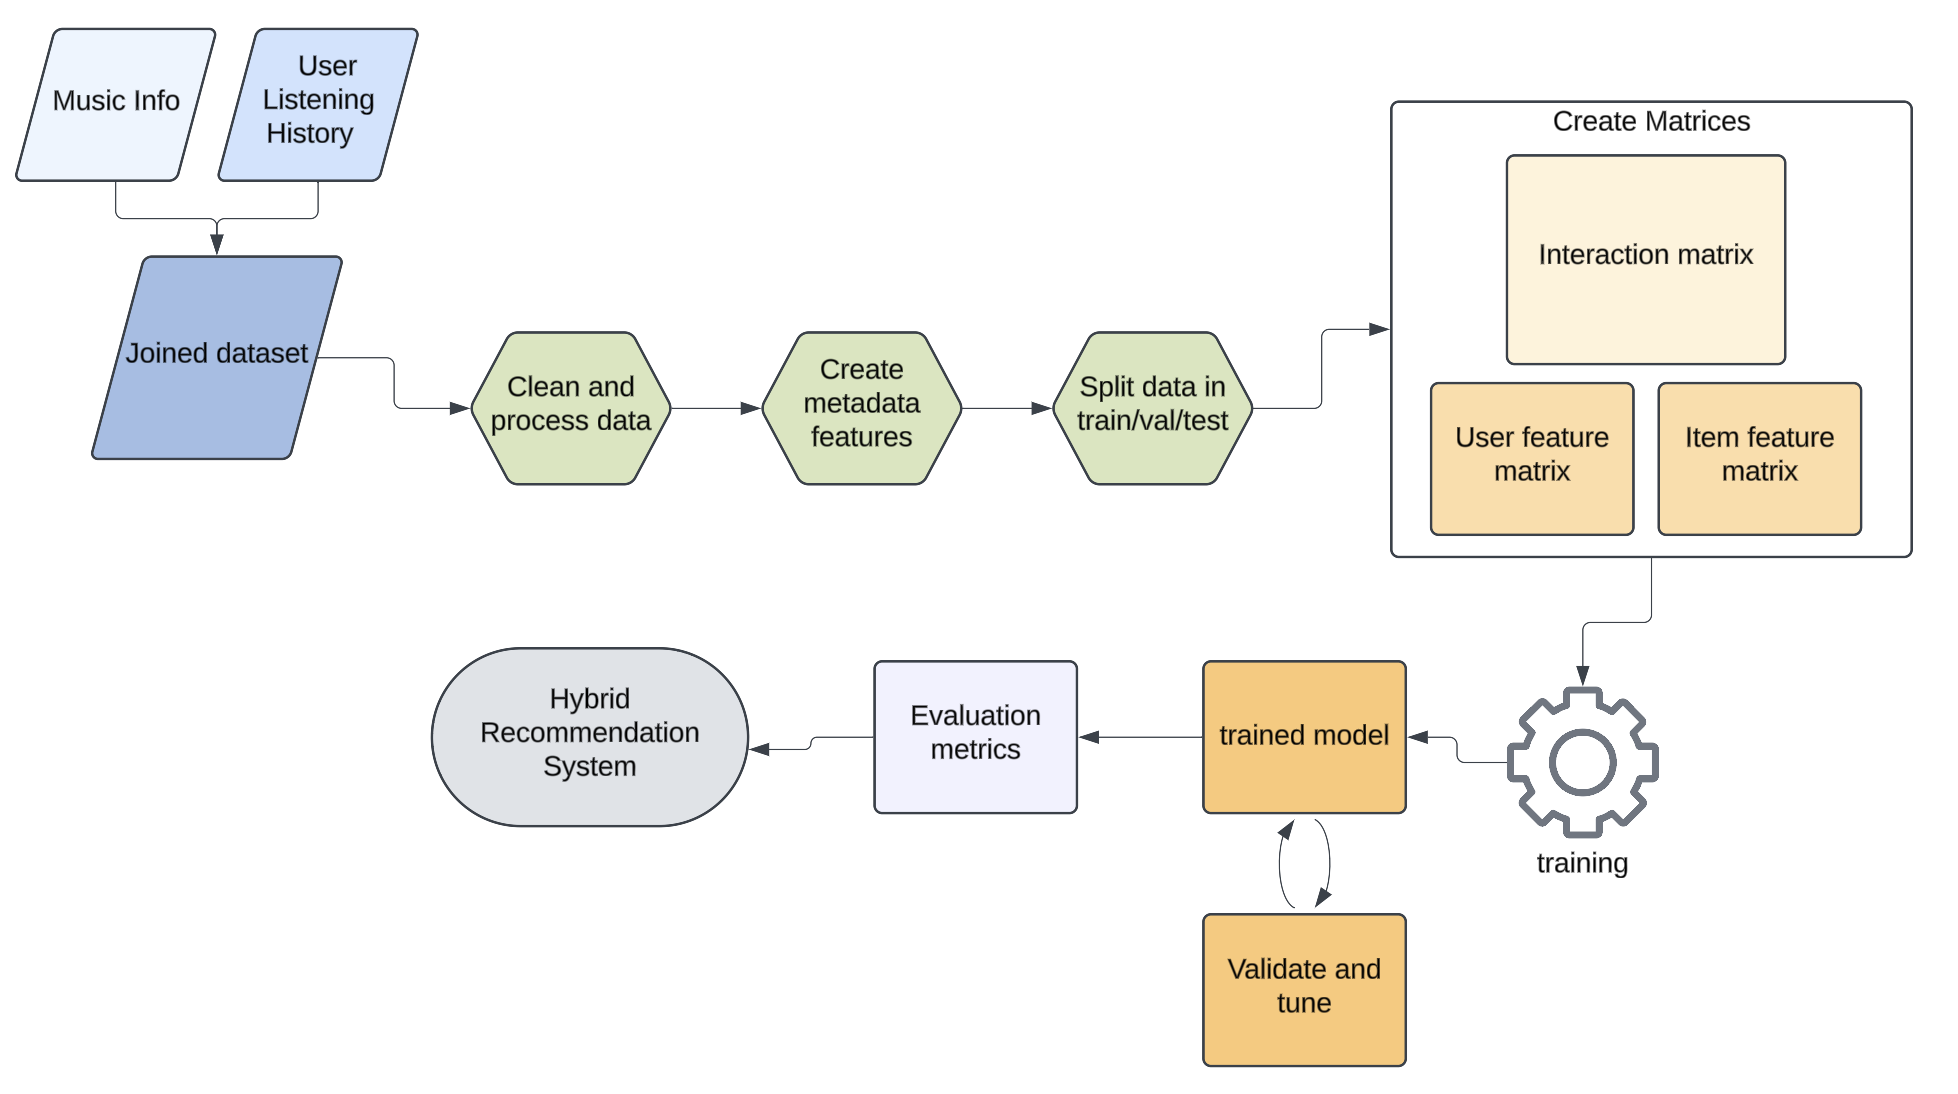 Music Info
User
Listening
History
Joined dataset
Clean and
process data
Create
metadata
features
Split data in
train/val/test
Create Matrices
Interaction matrix
User feature
matrix
Item feature
matrix
training
trained model
Validate and
tune
Evaluation
metrics
Hybrid
Recommendation
System